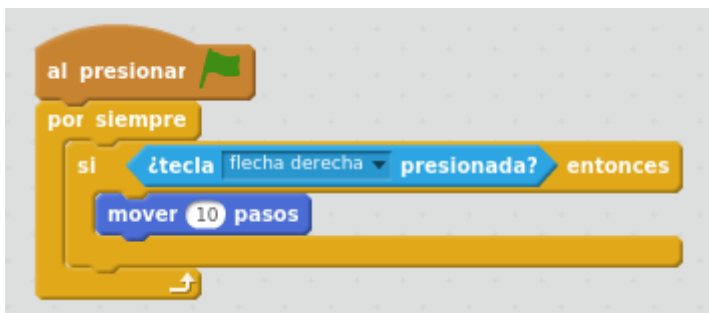 al presionar
por siempre
si ¿tecla flecha derecha presionada? entonces
mover 10 pasos